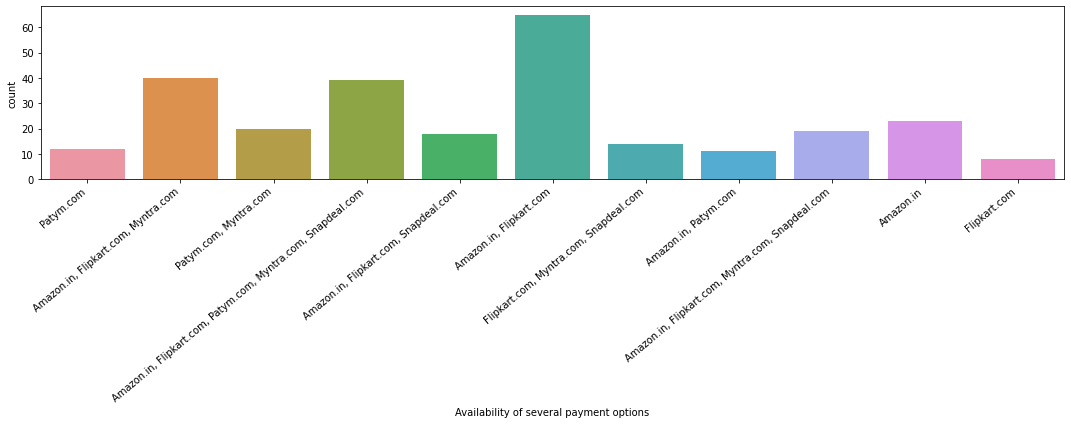 60
50
40
30
20
10
0
count
Patym.com
Amazon.in, Flipkart.com, Myntra.com
Patym.com, Myntra.com
Amazon.in, Flipkart.com, Patym.com, Myntra.com, Snapdeal.com
Amazon.in, Flipkart.com, Snapdeal.com
Amazon.in, Flipkart.com
Flipkart.com, Myntra.com, Snapdeal.com
Amazon.in, Patym.com
Amazon.in, Flipkart.com, Myntra.com, Snapdeal.com
Amazon.in
Flipkart.com
Availability of several payment options